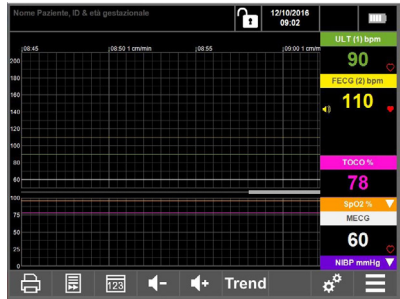 Nome Paziente, ID & età gestazionale
12/10/2016
09:02
08:45
08:50 1 cm/min
08:55
09:00 1 cm/m
200
180
160
140
120
100
80
60
100
75
50
25
0
ULT (1) bpm
90
FECG (2) bpm
110
TOCO %
78
SpO2 %
MECG
60
NIBP mmHg
123
Trend